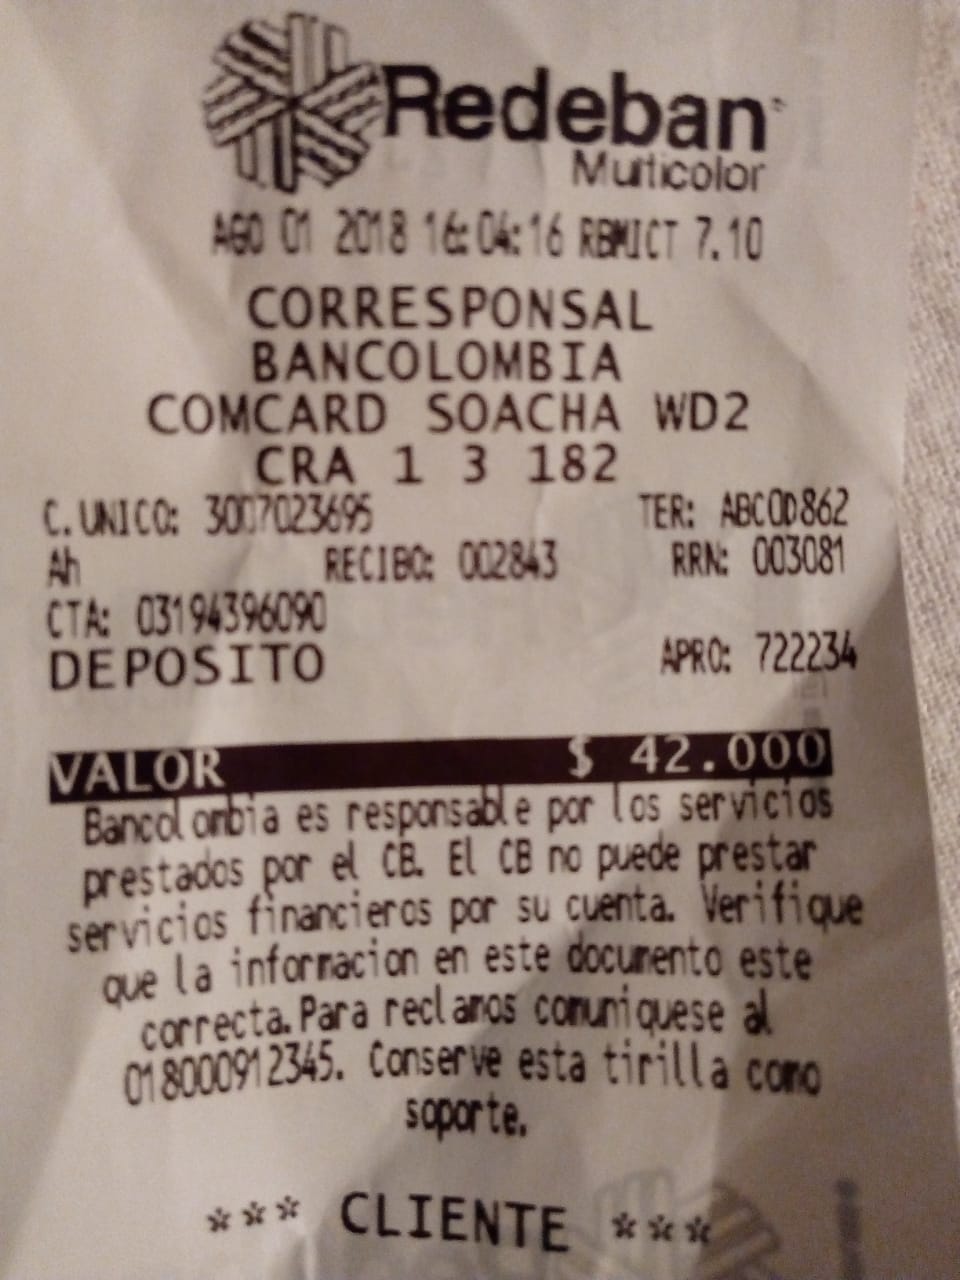 Redeban
Multicolor
AGO 01 2018 16:04:16 RBMICT 7.10
CORRESPONSAL
BANCOLOMBIA
COMCARD SOACHA WD2
CRA 1 3 182
C. UNICO: 3007023695 TER: ABCOD862
Ah RECIBO: 002843 RRN: 003081
CTA: 03194396090
DEPOSITO APRO: 722234
VALOR $ 42.000
Bancolombia es responsable por los servicios
prestados por el CB. El CB no puede prestar
servicios financieros por su cuenta. Verifique
que la informacion en este documento este
correcta. Para reclamos comuniquese al
018000912345. Conserve esta tirilla como
soporte.
*** CLIENTE ***